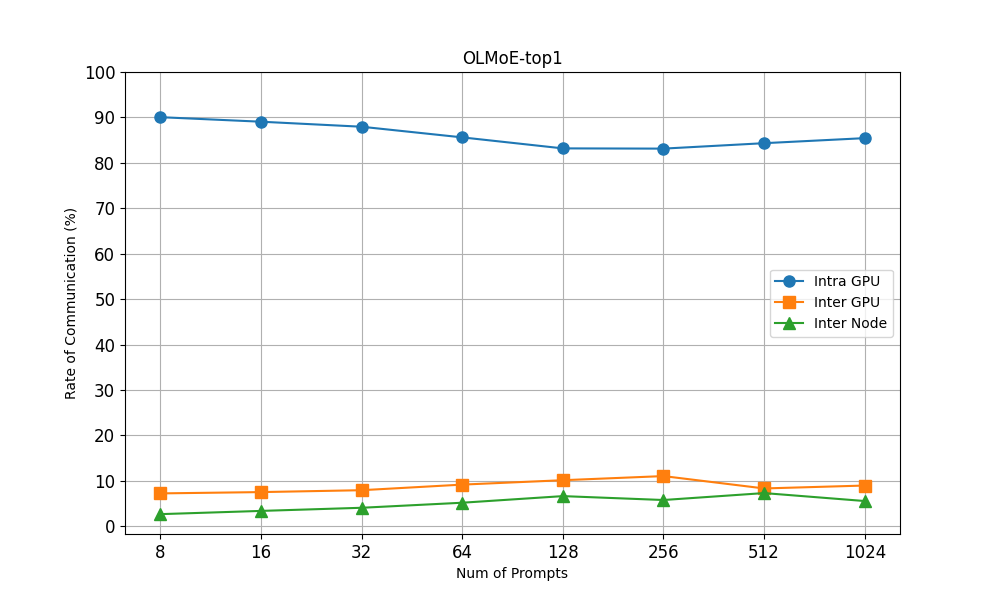 OLMoE-top1
100
90
80
70
60
50
40
30
20
10
0
Rate of Communication (%)
Intra GPU
Inter GPU
Inter Node
8 16 32 64 128 256 512 1024
Num of Prompts